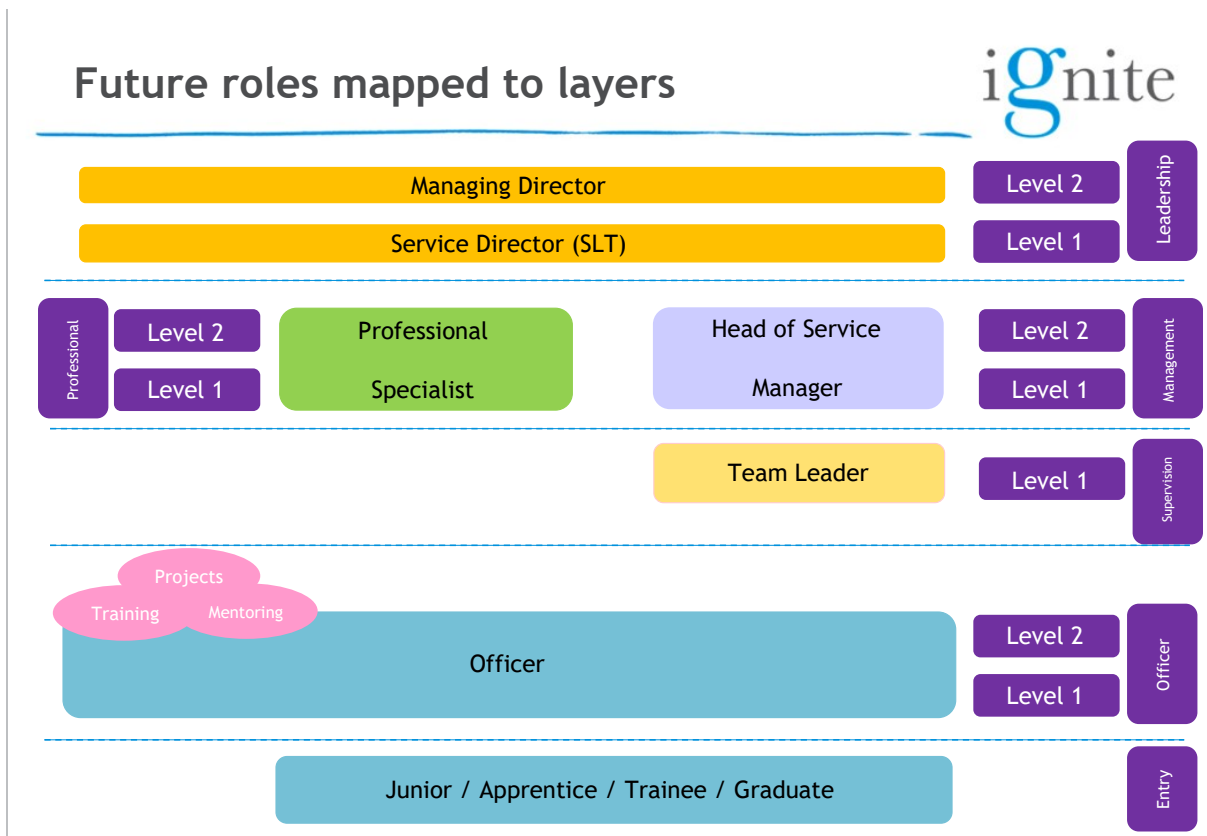 Future roles mapped to layers
ignite
Managing Director
Level 2
Leadership
Service Director (SLT)
Level 1
Professional
Level 2
Professional
Head of Service
Level 2
Management
Level 1
Specialist
Manager
Level 1
Team Leader
Level 1
Supervision
Projects
Training
Mentoring
Officer
Level 2
Officer
Level 1
Junior / Apprentice / Trainee / Graduate
Entry